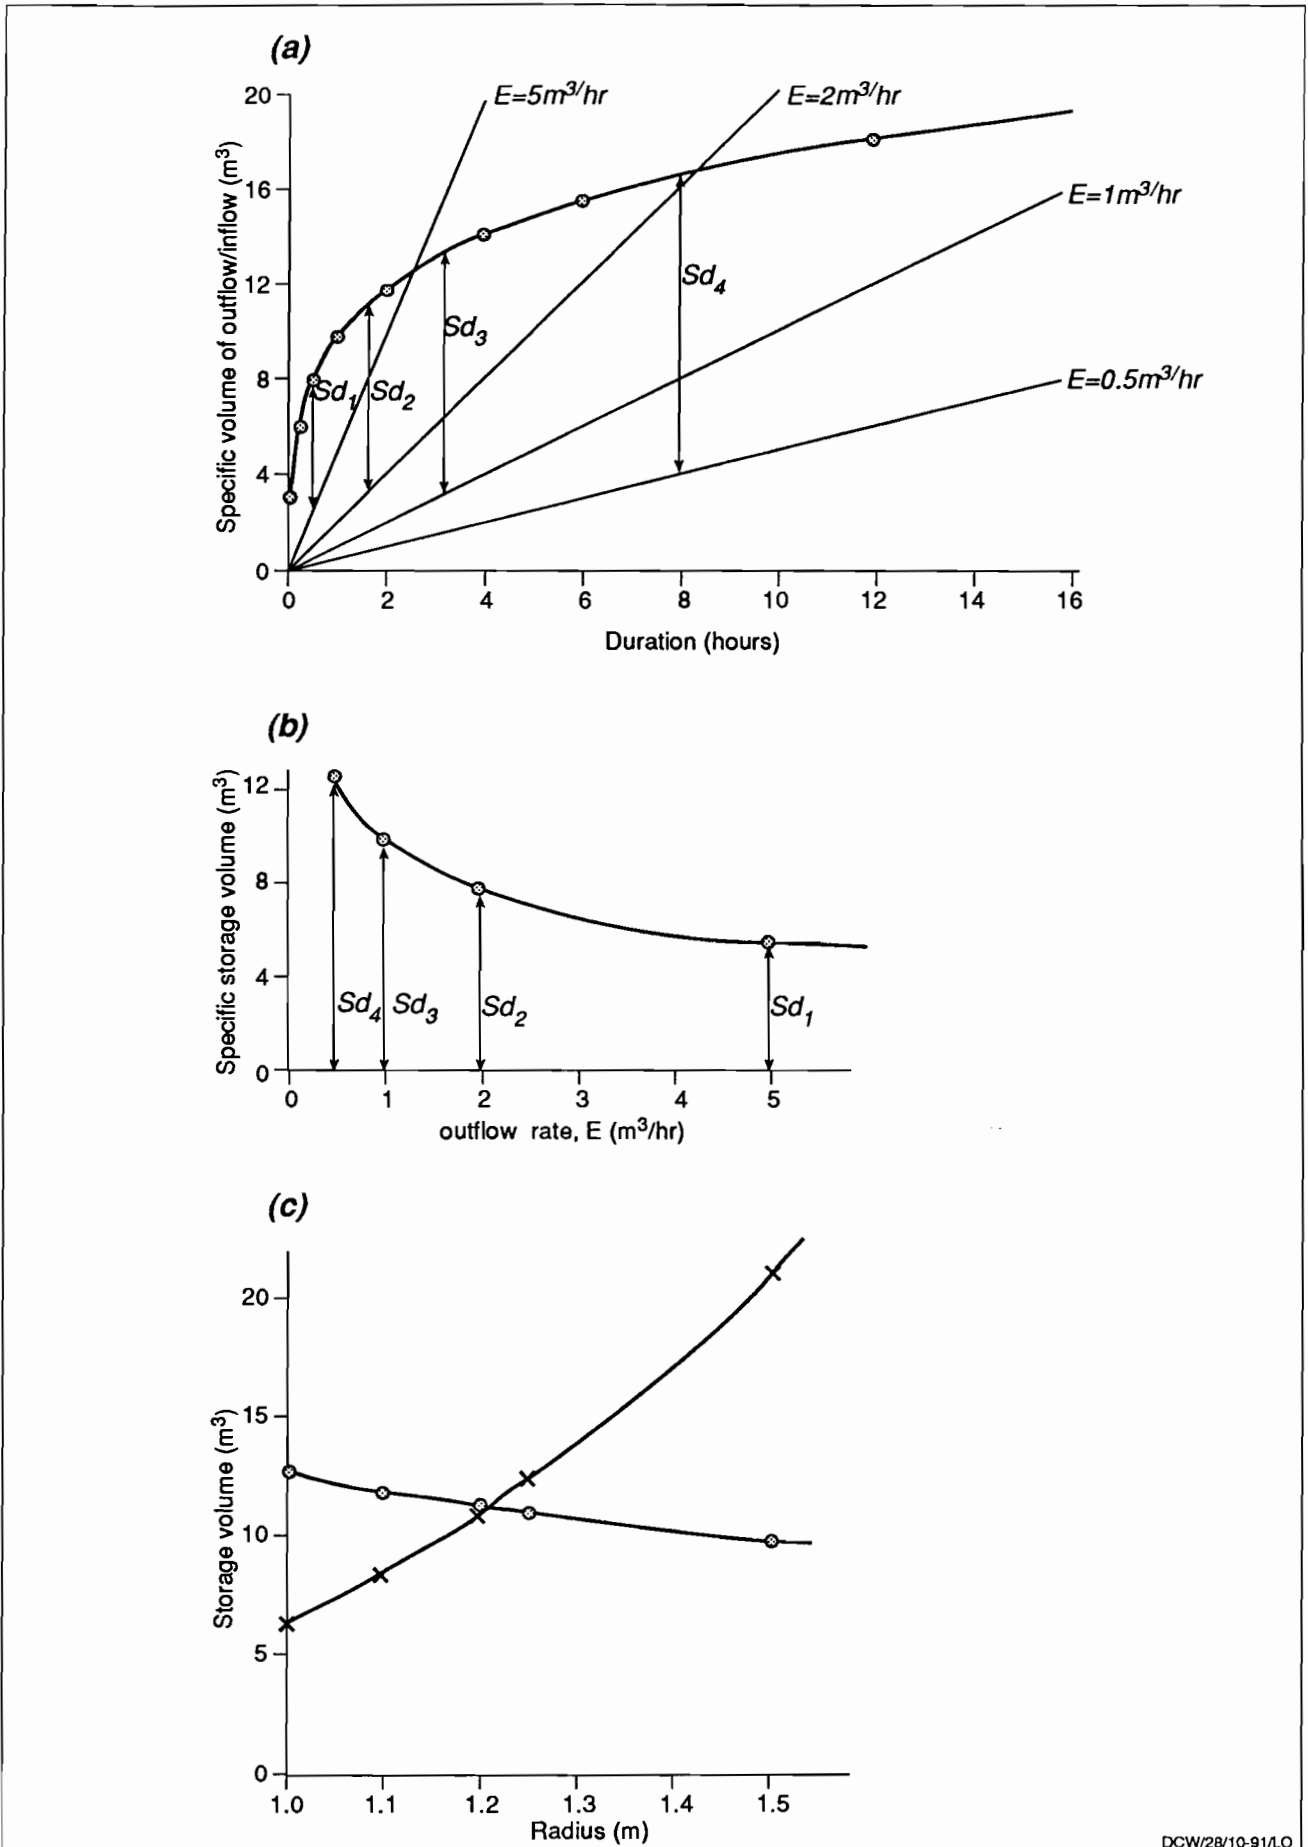 (a)
Specific volume of outflow/inflow (m³)
20
16
12
8
4
0
E=5m³/hr
E=2m³/hr
E=1m³/hr
E=0.5m³/hr
Sd₁
Sd₂
Sd₃
Sd₄
0 2 4 6 8 10 12 14 16
Duration (hours)
(b)
Specific storage volume (m³)
12
8
4
0
Sd₄
Sd₃
Sd₂
Sd₁
0 1 2 3 4 5
outflow rate, E (m³/hr)
(c)
Storage volume (m³)
20
15
10
5
0
1.0 1.1 1.2 1.3 1.4 1.5
Radius (m)
DCW/28/10-91/LO